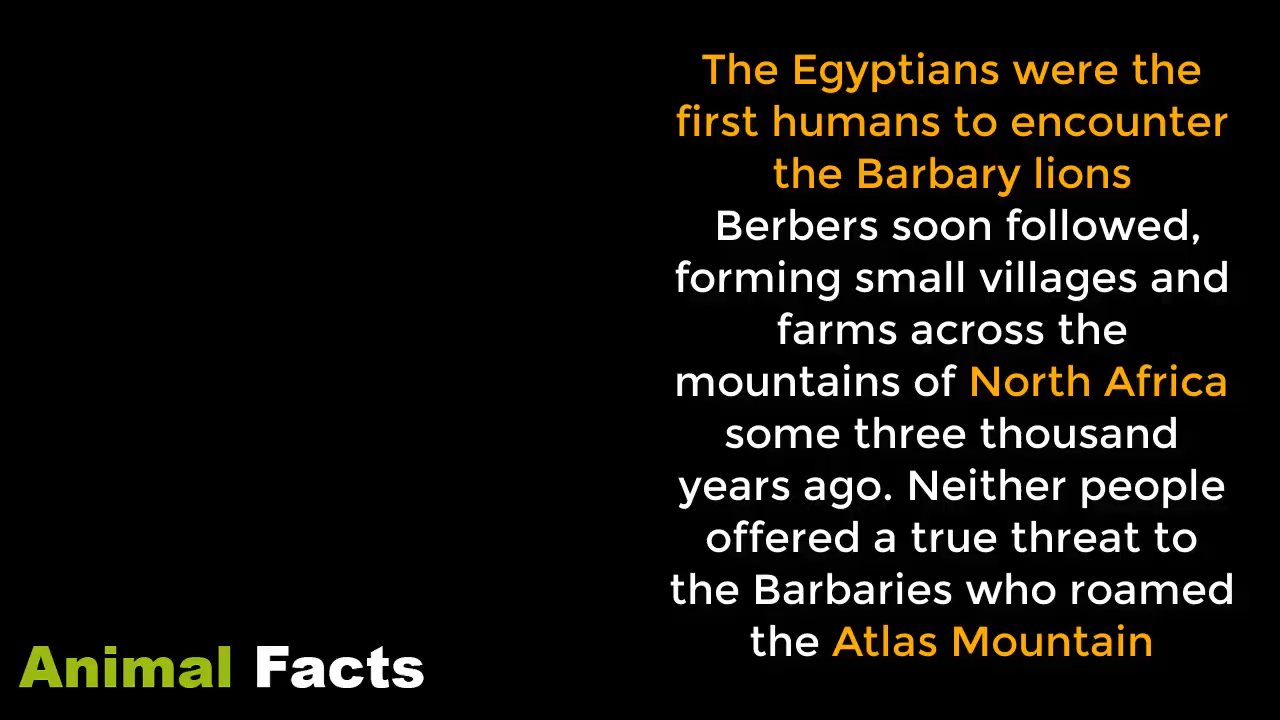 The Egyptians were the
first humans to encounter
the Barbary lions
Berbers soon followed,
forming small villages and
farms across the
mountains of North Africa
some three thousand
years ago. Neither people
offered a true threat to
the Barbaries who roamed
the Atlas Mountain
Animal Facts